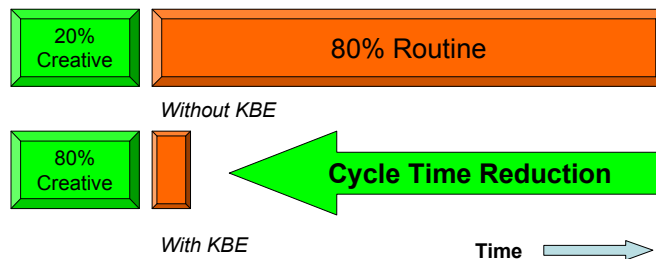 20%
Creative
80% Routine
Without KBE
80%
Creative
Cycle Time Reduction
With KBE
Time